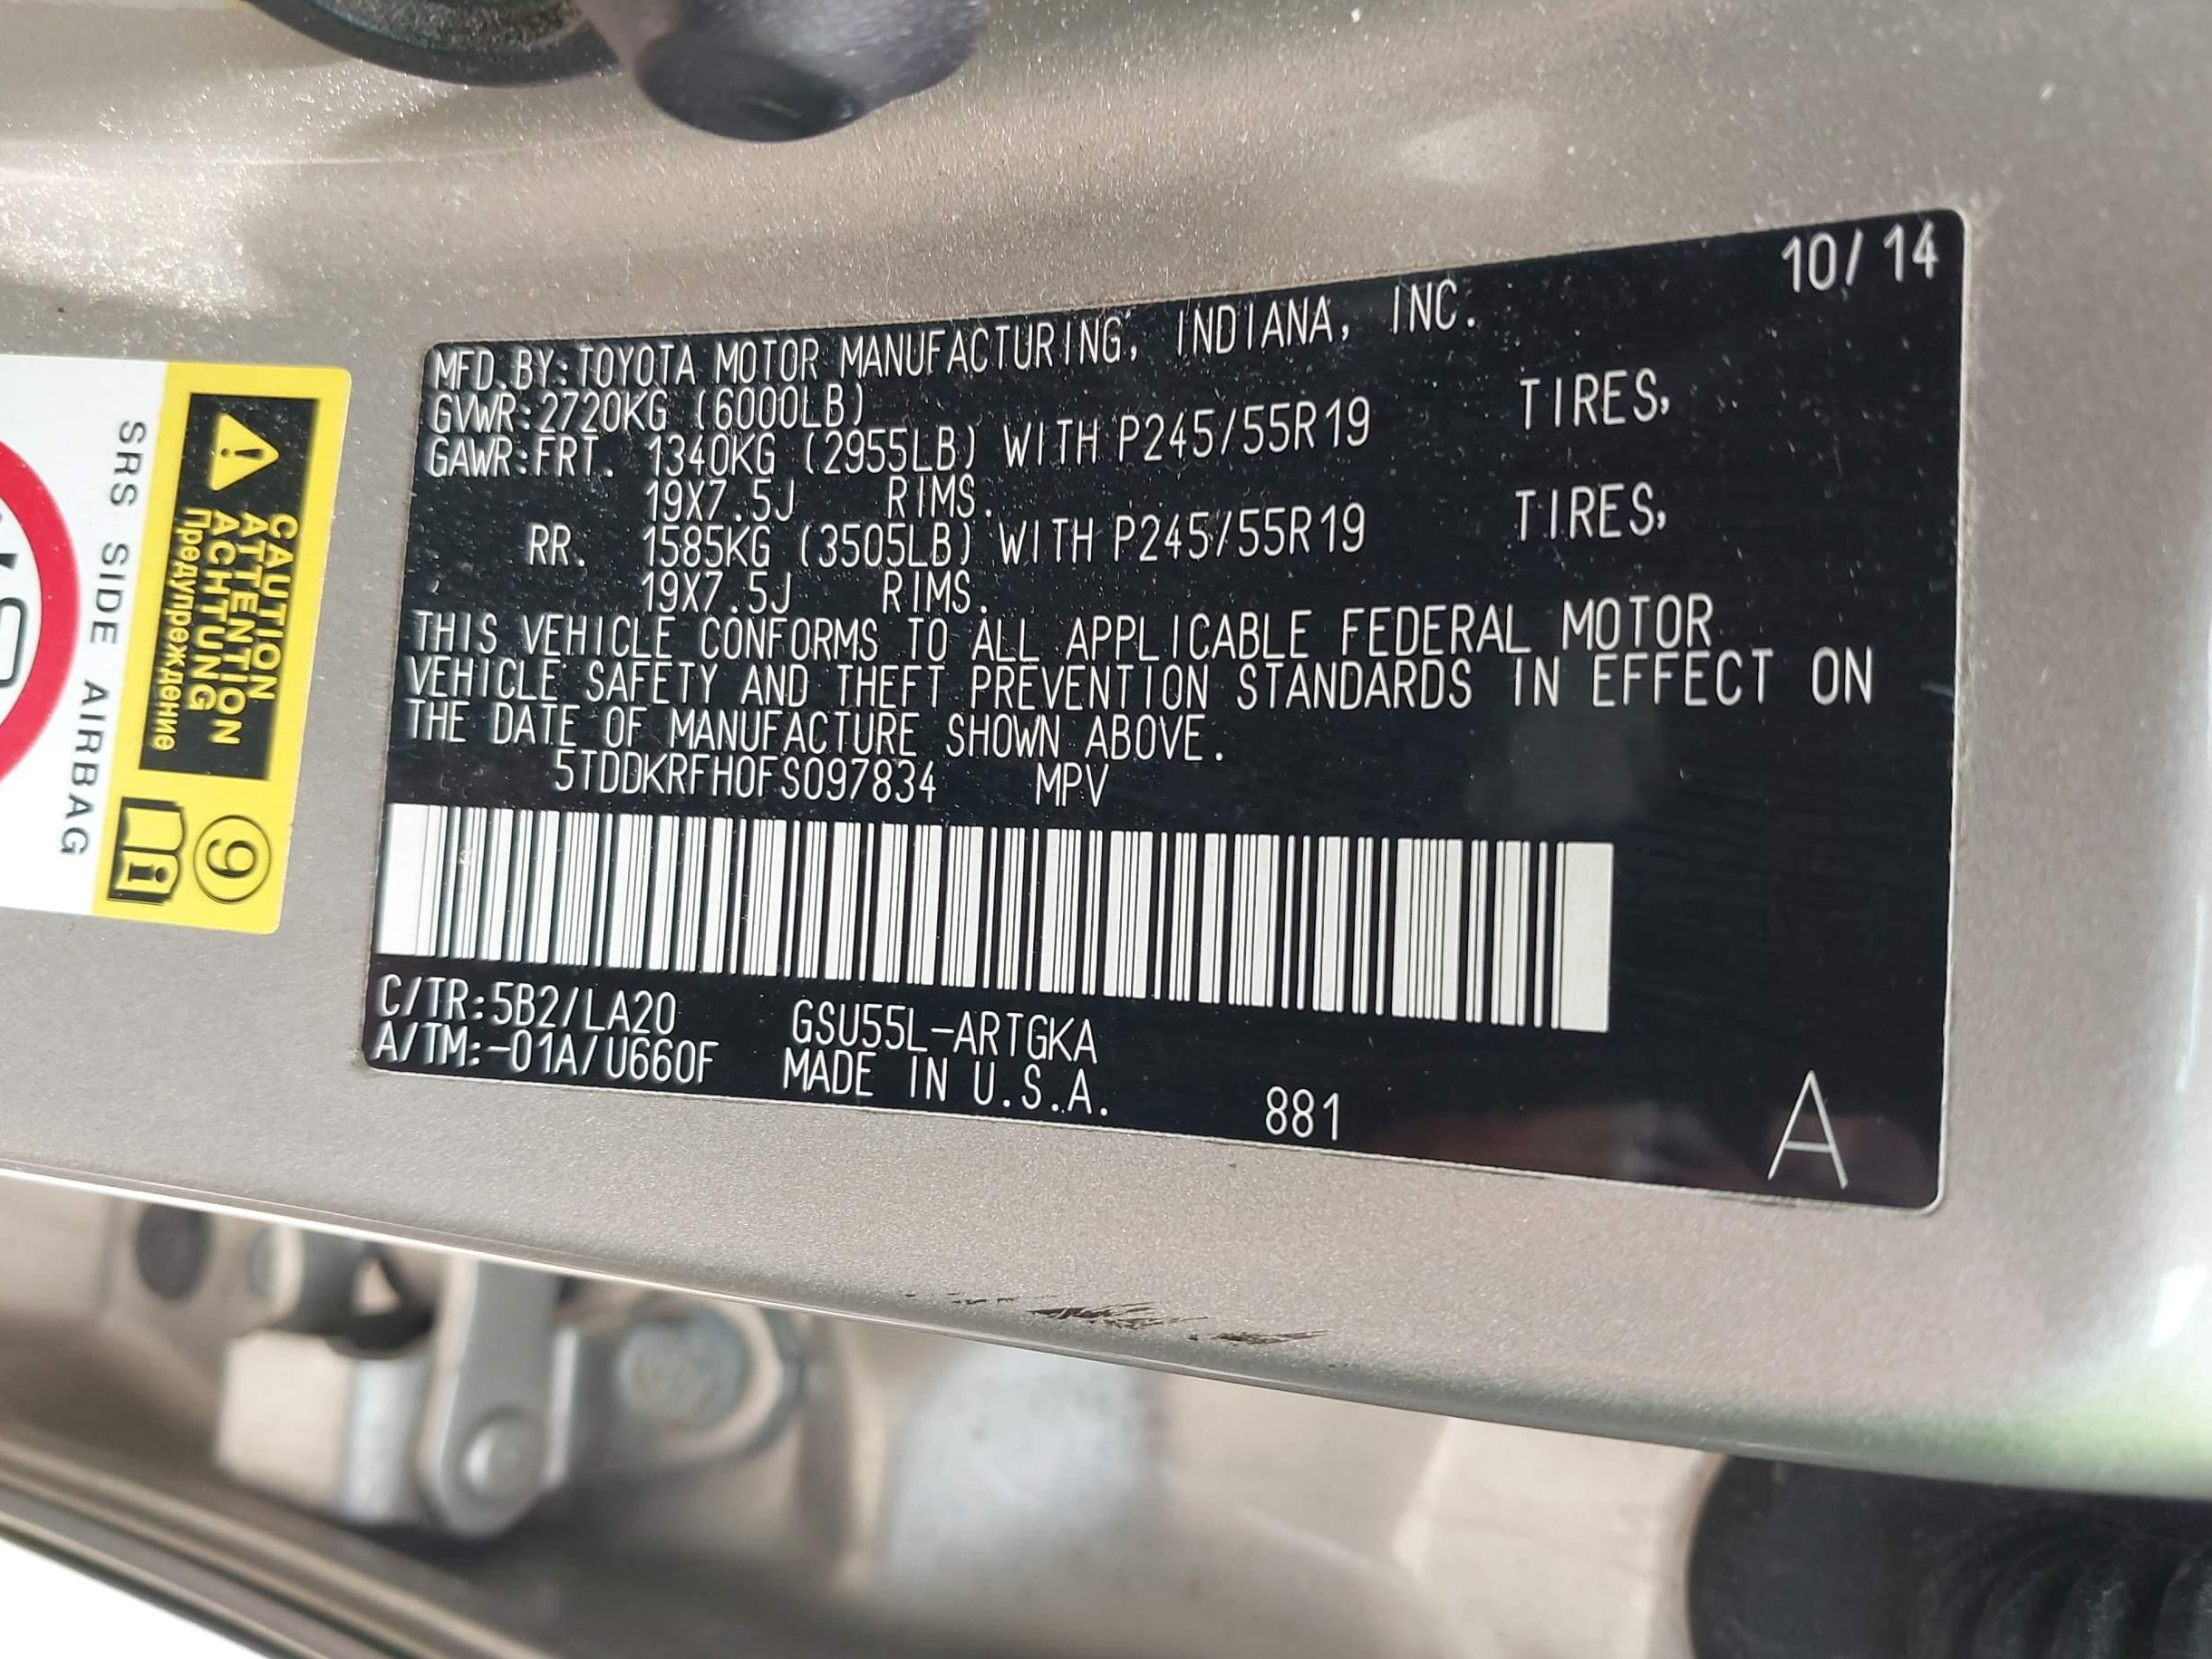 10/14
MFD.BY:TOYOTA MOTOR MANUFACTURING, INDIANA, INC.
GVWR:2720KG (6000LB)
GAWR:FRT. 1340KG (2955LB) WITH P245/55R19 TIRES,
19X7.5J RIMS.
RR. 1585KG (3505LB) WITH P245/55R19 TIRES,
19X7.5J RIMS.
THIS VEHICLE CONFORMS TO ALL APPLICABLE FEDERAL MOTOR
VEHICLE SAFETY AND THEFT PREVENTION STANDARDS IN EFFECT ON
THE DATE OF MANUFACTURE SHOWN ABOVE.
5TDDKRFH0FS097834 MPV
C/TR:5B2/LA20 GSU55L-ARTGKA
A/TM:-01A/U660F MADE IN U.S.A. 881
A
CAUTION
ATTENTION
ACHTUNG
Предупреждение
9
SRS SIDE AIRBAG